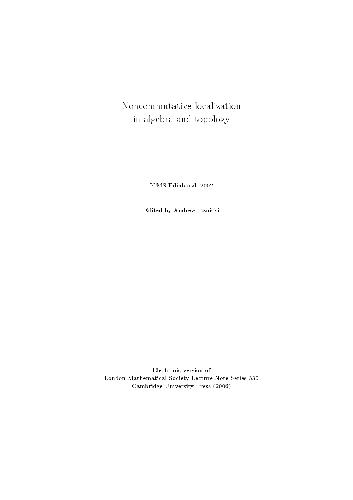 Noncommutative localization
in algebra and topology
ICMS Edinburgh 2002
Edited by Andrew Ranicki
Electronic version of
London Mathematical Society Lecture Note Series 330
Cambridge University Press (2006)